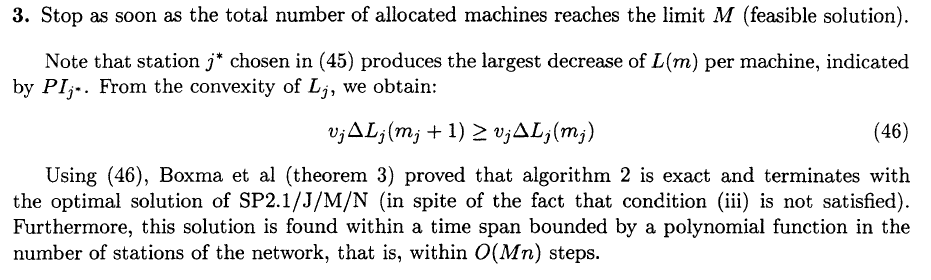 3. Stop as soon as the total number of allocated machines reaches the limit M (feasible solution).
Note that station j* chosen in (45) produces the largest decrease of L(m) per machine, indicated
by PI_{j*}. From the convexity of L_j, we obtain:
v_jΔL_j(m_j + 1) ≥ v_jΔL_j(m_j) (46)
Using (46), Boxma et al (theorem 3) proved that algorithm 2 is exact and terminates with
the optimal solution of SP2.1/J/M/N (in spite of the fact that condition (iii) is not satisfied).
Furthermore, this solution is found within a time span bounded by a polynomial function in the
number of stations of the network, that is, within O(Mn) steps.